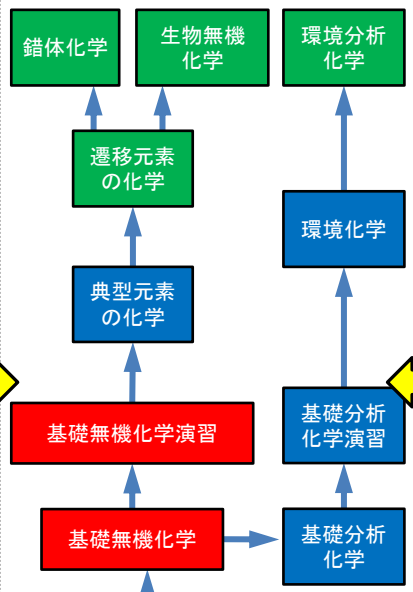 錯体化学
生物無機
化学
環境分析
化学
遷移元素
の化学
環境化学
典型元素
の化学
基礎無機化学演習
基礎分析
化学演習
基礎無機化学
基礎分析
化学